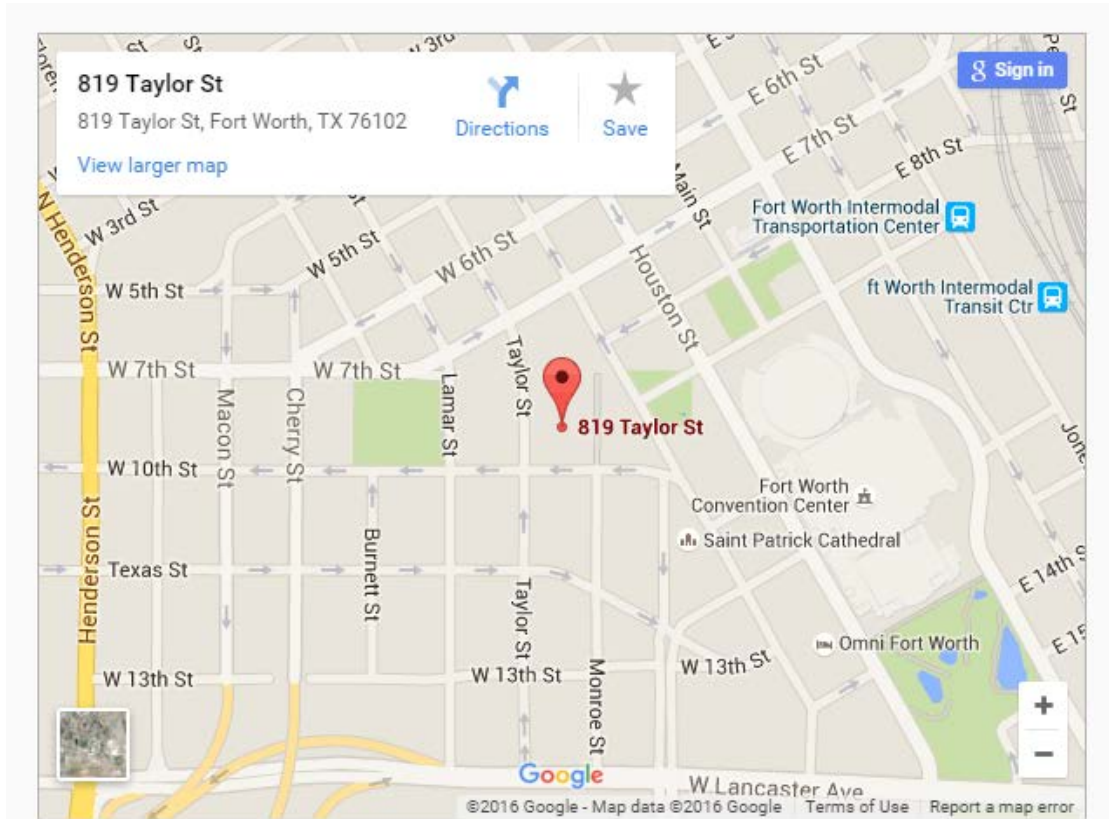 St
St
W 3rd
819 Taylor St
819 Taylor St, Fort Worth, TX 76102
View larger map
Directions
Save
g Sign in
E 6th St
St
E 7th St
E 8th St
Main St
N Henderson St
W 3rd St
W 5th St
W 6th St
Houston St
Fort Worth Intermodal
Transportation Center
ft Worth Intermodal
Transit Ctr
W 5th St
W 7th St
W 7th St
Taylor St
Macon St
Cherry St
Lamar St
819 Taylor St
W 10th St
Fort Worth
Convention Center
Saint Patrick Cathedral
Henderson St
Texas St
Burnett St
Taylor St
E 14th S
Omni Fort Worth
W 13th St
W 13th St
Monroe St
W 13th St
+
−
Google
W Lancaster Ave
©2016 Google - Map data ©2016 Google
Terms of Use
Report a map error